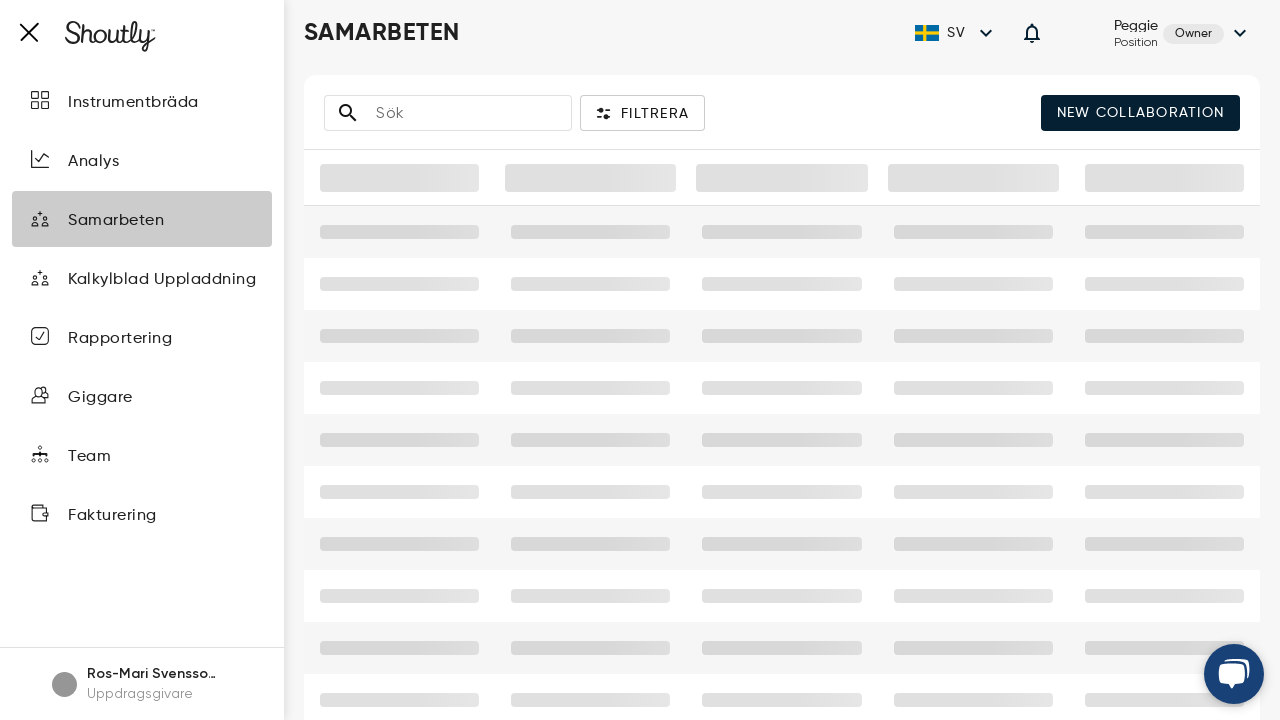 Shoutly
SAMARBETEN
SV
Peggie
Position
Owner
Instrumentbräda
Analys
Samarbeten
Kalkylblad Uppladdning
Rapportering
Giggare
Team
Fakturering
Sök
FILTRERA
NEW COLLABORATION
Ros-Mari Svensso...
Uppdragsgivare